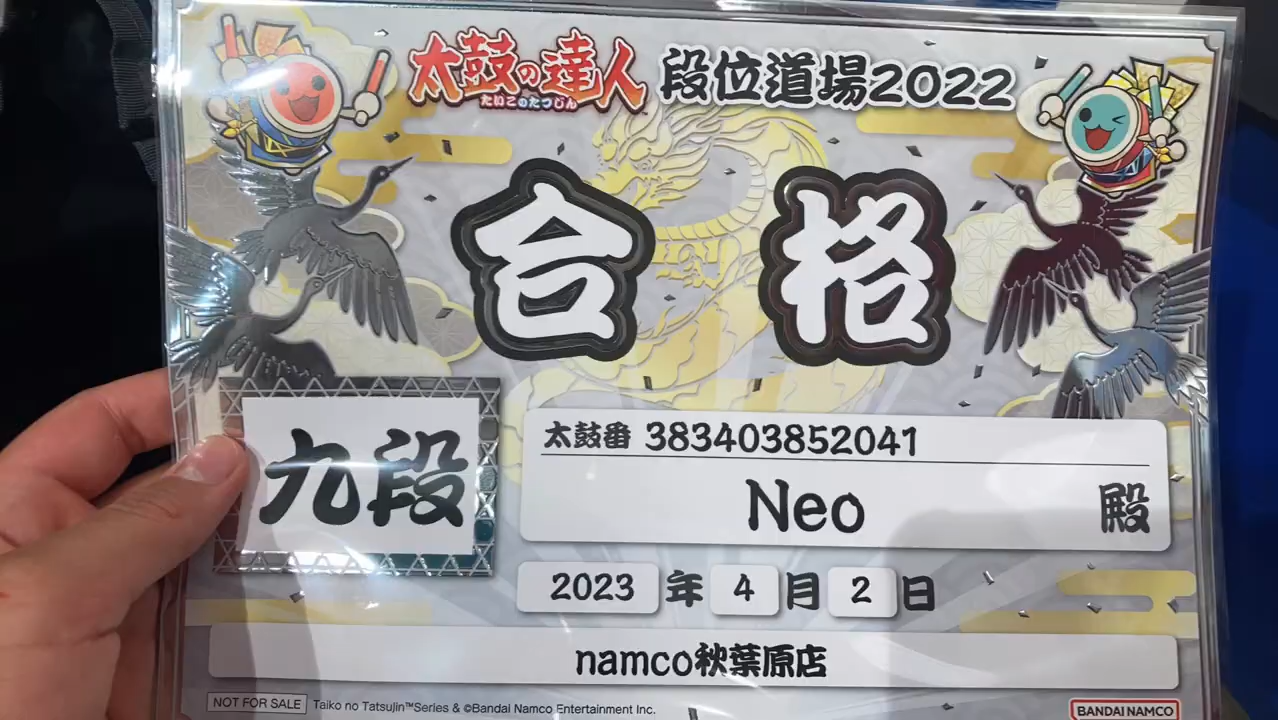 太鼓の達人 段位道場2022
たいこのたつじん
合格
九段
太鼓番 383403852041
Neo 殿
2023 年 4 月 2 日
namco秋葉原店
NOT FOR SALE Taiko no Tatsujin™Series & ©Bandai Namco Entertainment Inc.
BANDAI NAMCO